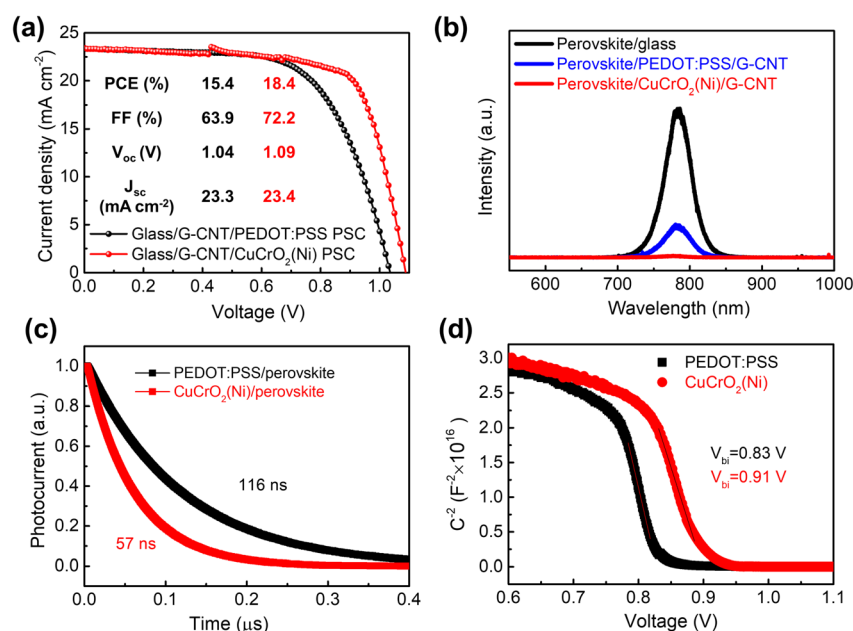 (a)
25
20
15
10
5
0
Current density (mA cm⁻²)
PCE (%) 15.4 18.4
FF (%) 63.9 72.2
Vₒc (V) 1.04 1.09
Jsc (mA cm⁻²) 23.3 23.4
Glass/G-CNT/PEDOT:PSS PSC
Glass/G-CNT/CuCrO₂(Ni) PSC
0.0 0.2 0.4 0.6 0.8 1.0
Voltage (V)
(b)
Intensity (a.u.)
Perovskite/glass
Perovskite/PEDOT:PSS/G-CNT
Perovskite/CuCrO₂(Ni)/G-CNT
600 700 800 900 1000
Wavelength (nm)
(c)
1.0
0.8
0.6
0.4
0.2
0.0
Photocurrent (a.u.)
PEDOT:PSS/perovskite
CuCrO₂(Ni)/perovskite
116 ns
57 ns
0.0 0.1 0.2 0.3 0.4
Time (μs)
(d)
3.0
2.5
2.0
1.5
1.0
0.5
0.0
C⁻² (F⁻²×10¹⁶)
PEDOT:PSS
CuCrO₂(Ni)
Vbi=0.83 V
Vbi=0.91 V
0.6 0.7 0.8 0.9 1.0 1.1
Voltage (V)